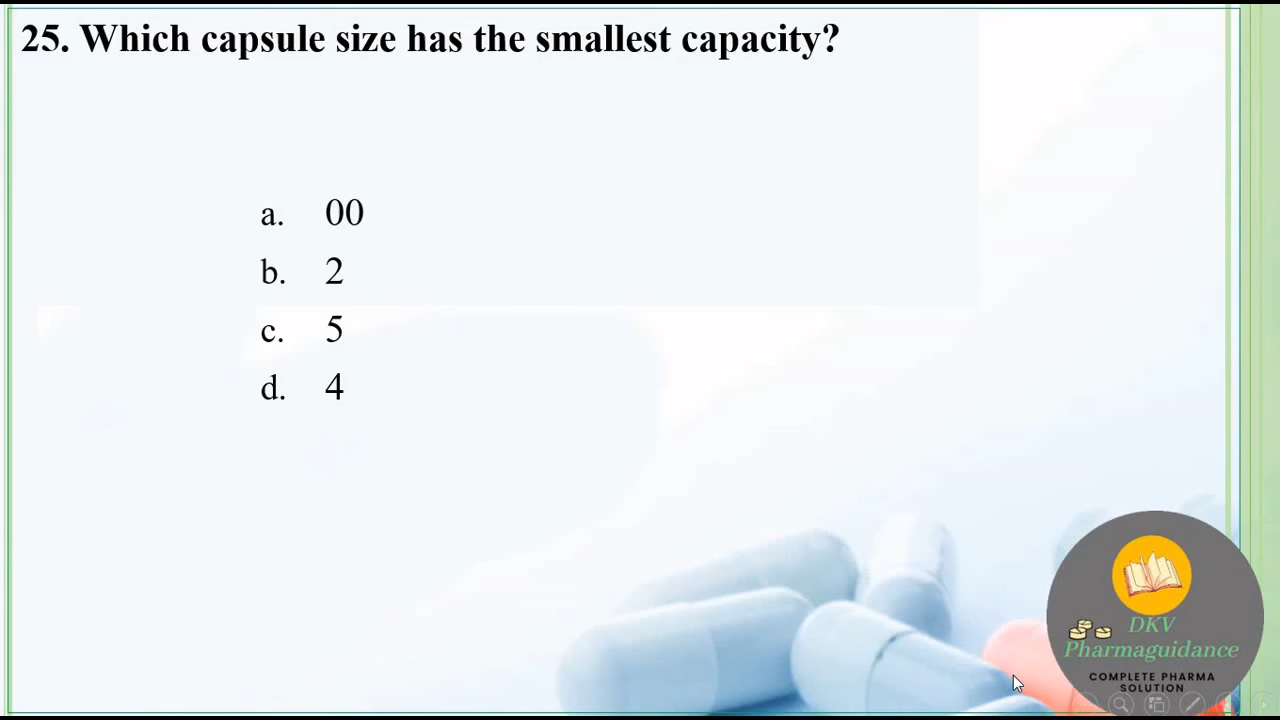 25. Which capsule size has the smallest capacity?
a. 00
b. 2
c. 5
d. 4
DKV
Pharmaguidance
COMPLETE PHARMA
SOLUTION